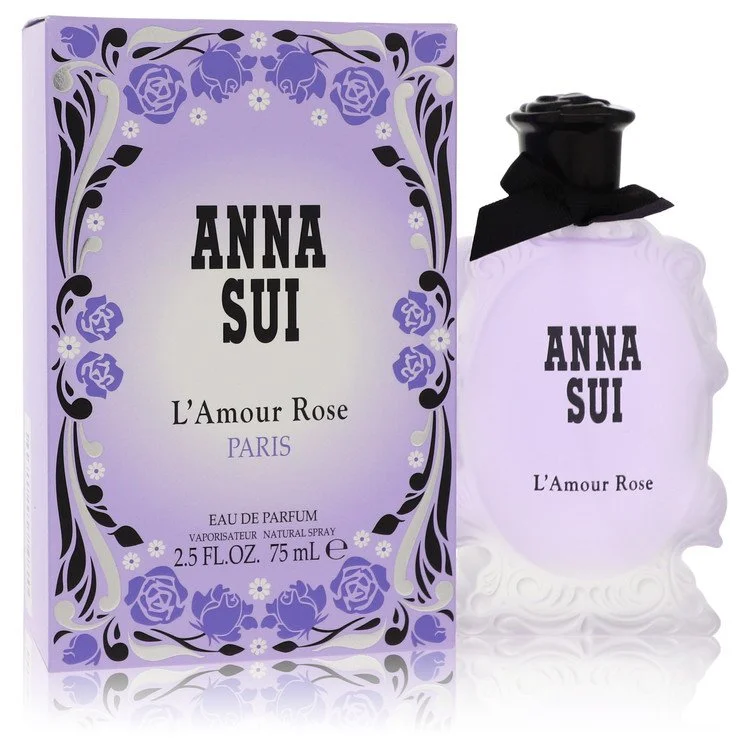 ANNA
SUI
L'Amour Rose
PARIS
EAU DE PARFUM
VAPORISATEUR NATURAL SPRAY
2.5 FL.OZ. 75 mL ℮
ANNA
SUI
L'Amour Rose